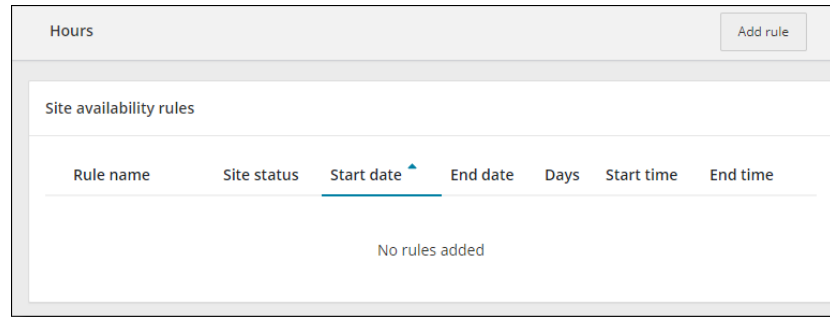 Hours Add rule
Site availability rules
Rule name Site status Start date End date Days Start time End time
No rules added